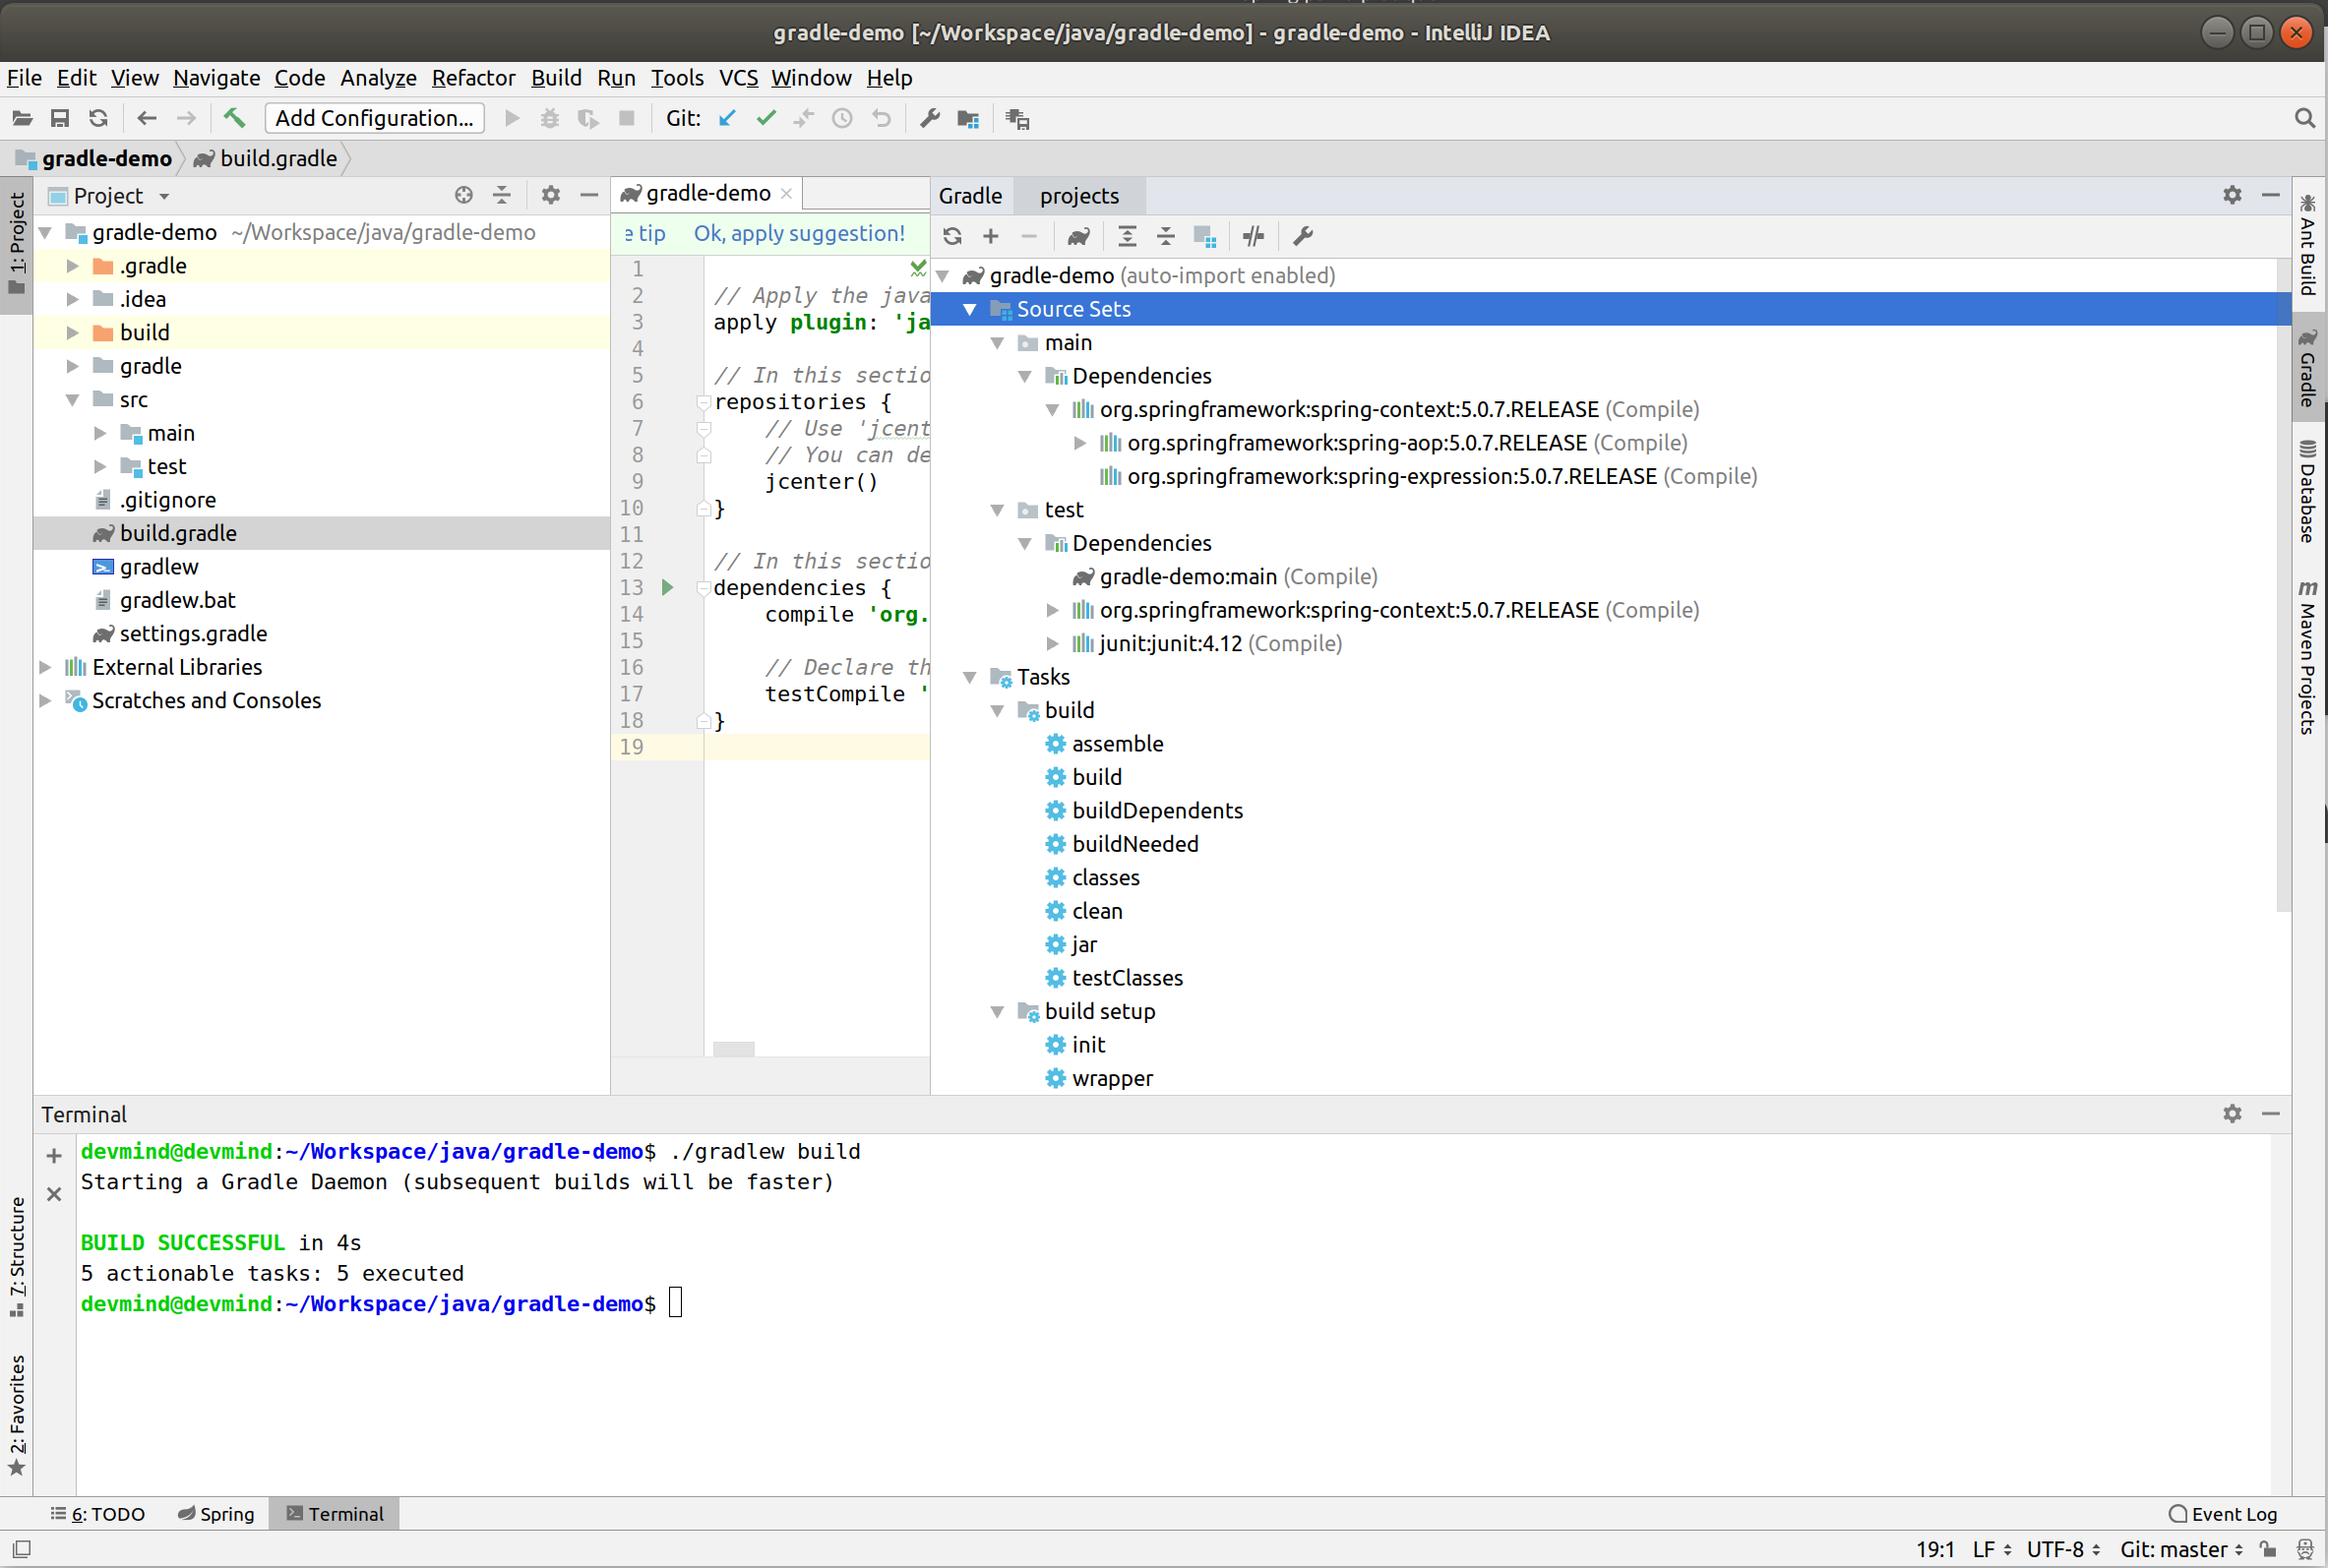 gradle-demo [~/Workspace/java/gradle-demo] - gradle-demo - IntelliJ IDEA
File Edit View Navigate Code Analyze Refactor Build Run Tools VCS Window Help
Add Configuration... Git:
gradle-demo build.gradle
1: Project
Project
gradle-demo ~/Workspace/java/gradle-demo
.gradle
.idea
build
gradle
src
main
test
.gitignore
build.gradle
gradlew
gradlew.bat
settings.gradle
External Libraries
Scratches and Consoles
7: Structure
2: Favorites
gradle-demo
e tip Ok, apply suggestion!
1
2 // Apply the java
3 apply plugin: 'ja
4
5 // In this sectio
6 repositories {
7 // Use 'jcent
8 // You can de
9 jcenter()
10 }
11
12 // In this sectio
13 dependencies {
14 compile 'org.
15
16 // Declare th
17 testCompile '
18 }
19
Gradle projects
gradle-demo (auto-import enabled)
Source Sets
main
Dependencies
org.springframework:spring-context:5.0.7.RELEASE (Compile)
org.springframework:spring-aop:5.0.7.RELEASE (Compile)
org.springframework:spring-expression:5.0.7.RELEASE (Compile)
test
Dependencies
gradle-demo:main (Compile)
org.springframework:spring-context:5.0.7.RELEASE (Compile)
junit:junit:4.12 (Compile)
Tasks
build
assemble
build
buildDependents
buildNeeded
classes
clean
jar
testClasses
build setup
init
wrapper
Ant Build
Gradle
Database
Maven Projects
Terminal
devmind@devmind:~/Workspace/java/gradle-demo$ ./gradlew build
Starting a Gradle Daemon (subsequent builds will be faster)
BUILD SUCCESSFUL in 4s
5 actionable tasks: 5 executed
devmind@devmind:~/Workspace/java/gradle-demo$
6: TODO Spring Terminal Event Log
19:1 LF UTF-8 Git: master